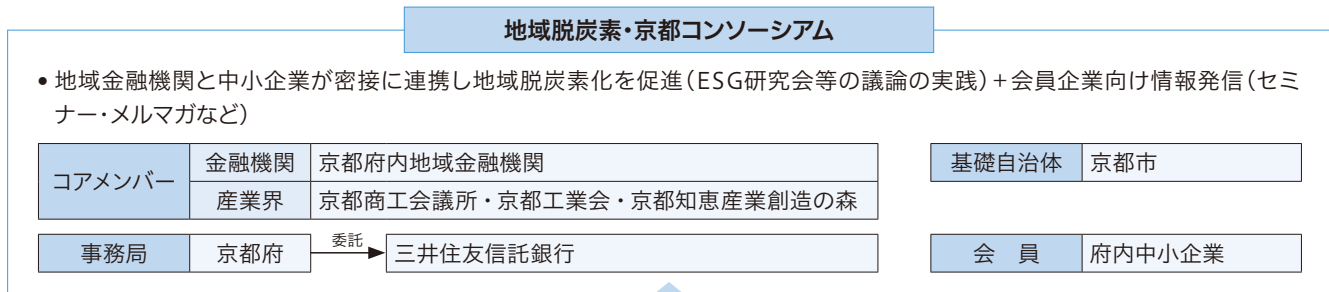 地域脱炭素・京都コンソーシアム
• 地域金融機関と中小企業が密接に連携し地域脱炭素化を促進（ESG研究会等の議論の実践）＋会員企業向け情報発信（セミ
ナー・メルマガなど）
コアメンバー
金融機関
京都府内地域金融機関
産業界
京都商工会議所・京都工業会・京都知恵産業創造の森
基礎自治体
京都市
事務局
京都府
委託
三井住友信託銀行
会　員
府内中小企業